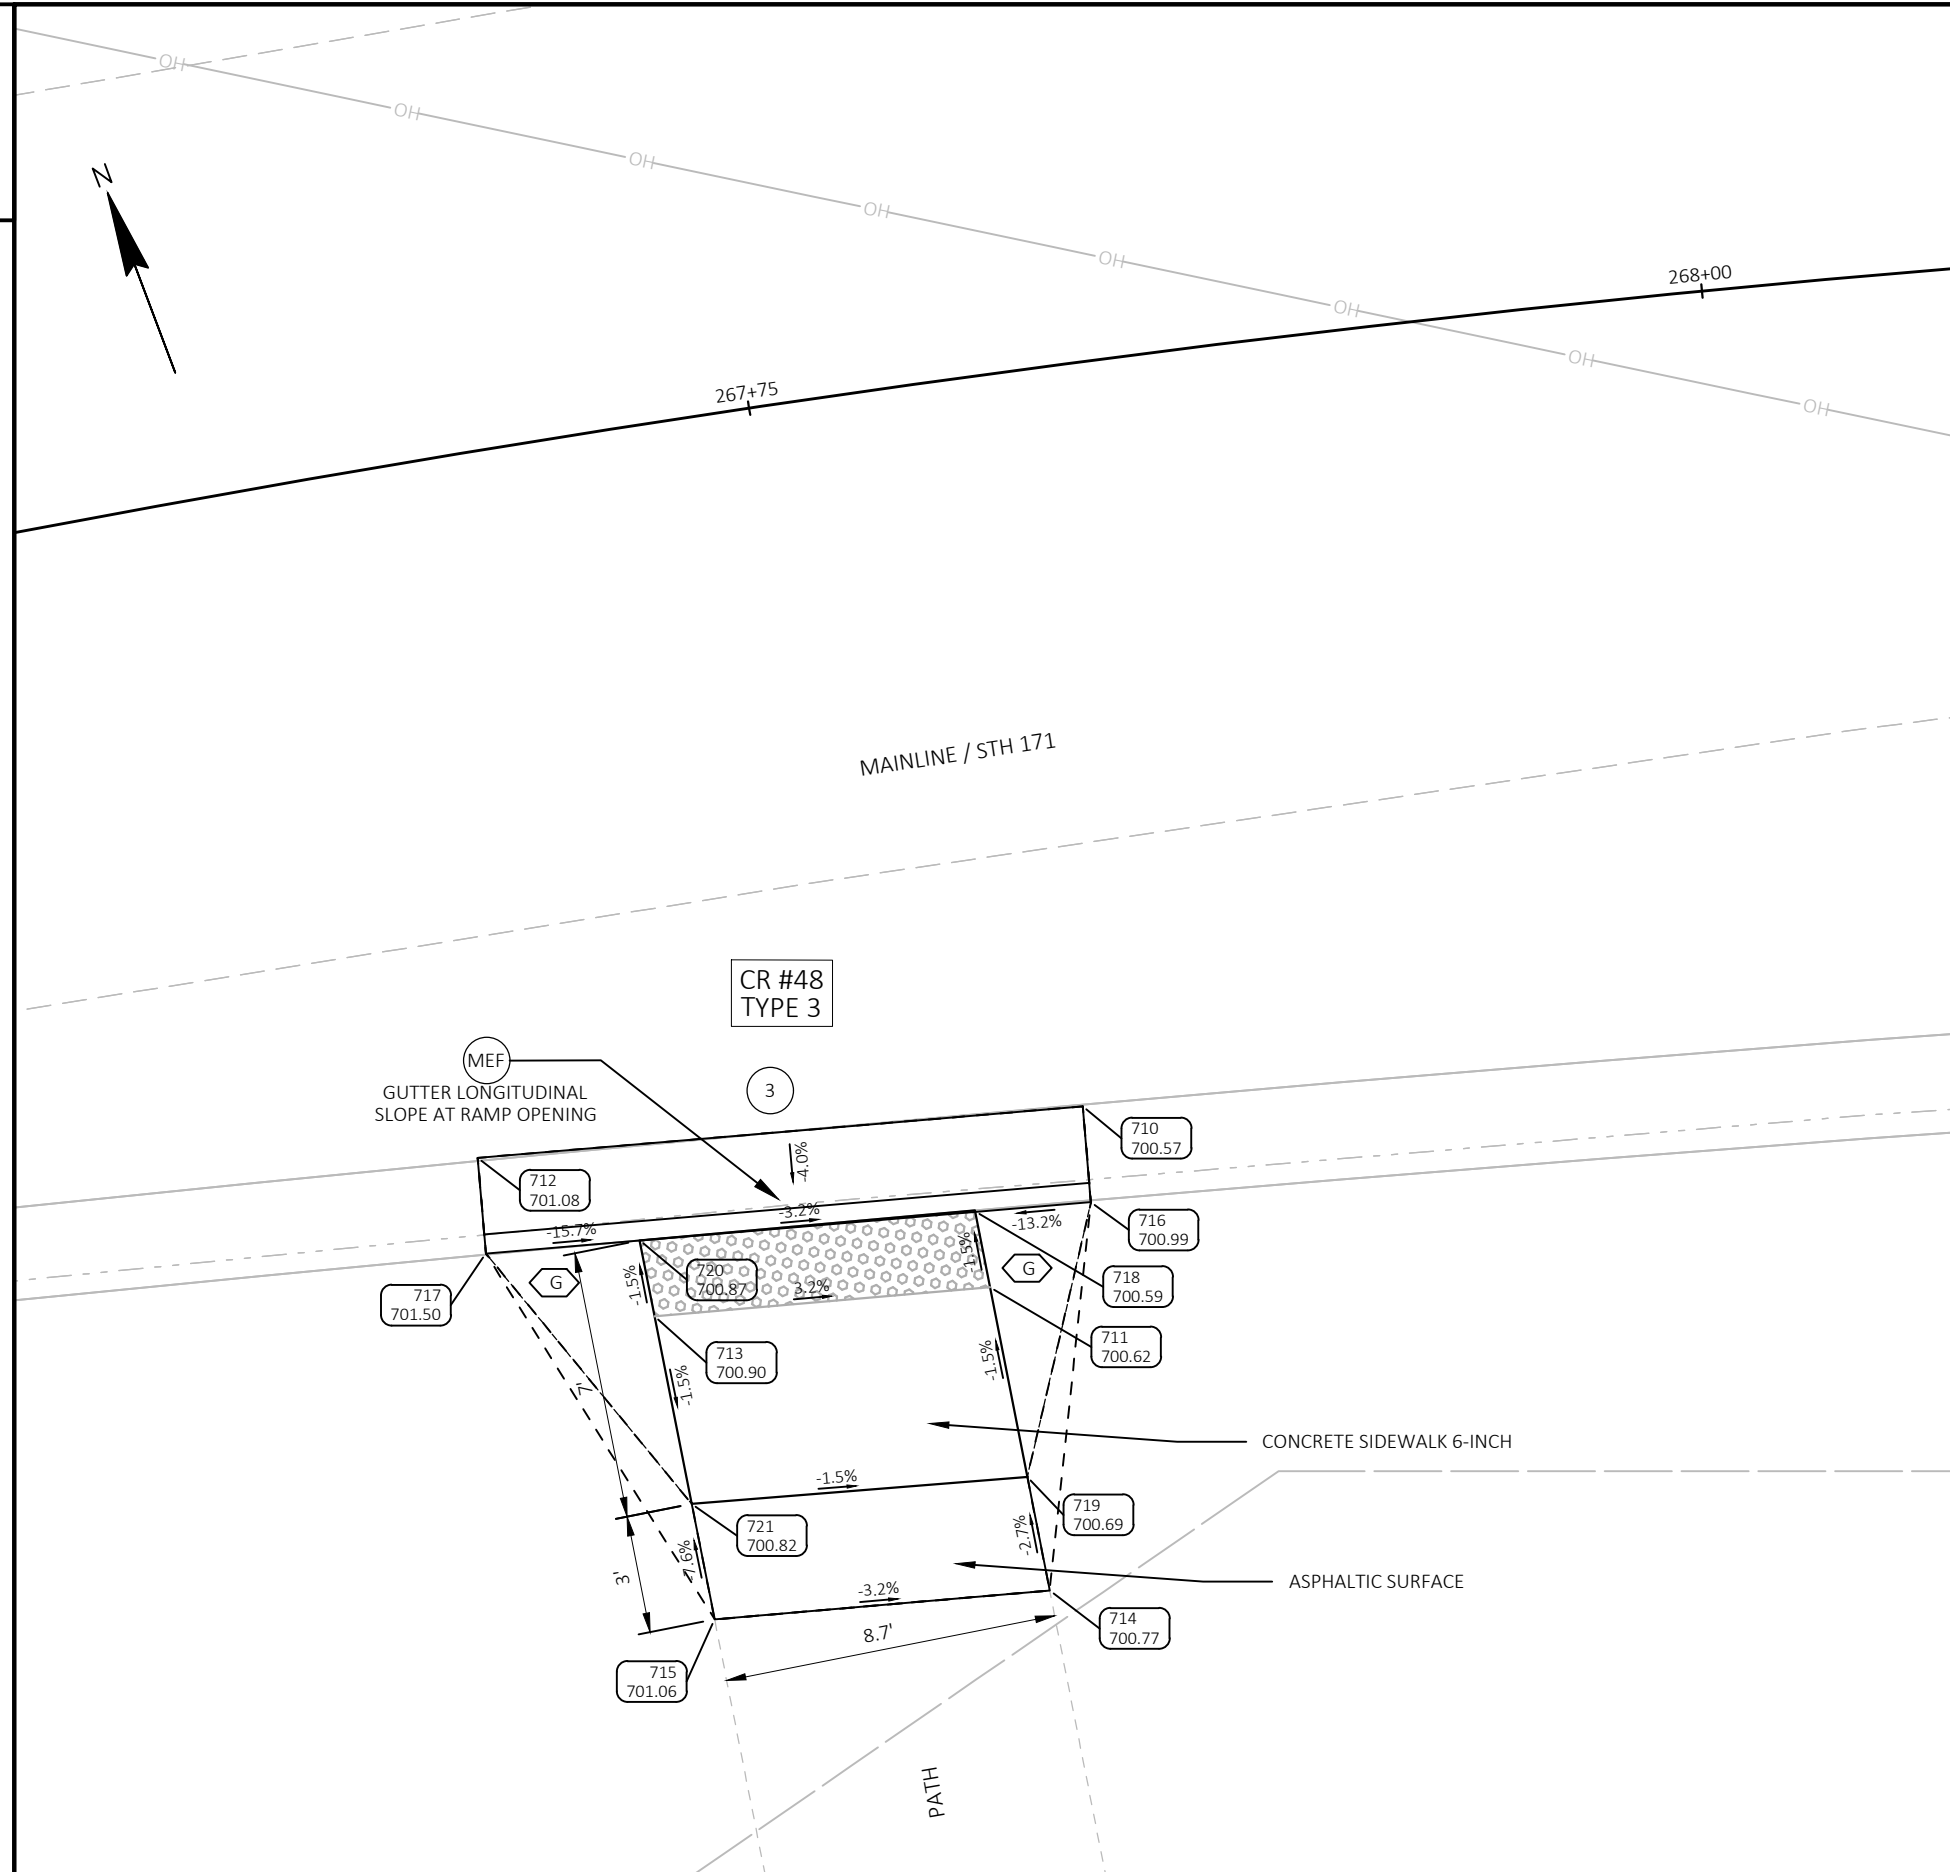 OH
OH
N
OH
OH
OH
268+00
OH
OH
267+75
OH
MAINLINE / STH 171
CR #48
TYPE 3
MEF
GUTTER LONGITUDINAL
SLOPE AT RAMP OPENING
3
710
700.57
-4.0%
712
701.08
-3.2%
-15.7%
-13.2%
716
700.99
-1.5%
G
G
720
700.87
-1.5%
3.2%
718
700.59
717
701.50
711
700.62
713
700.90
-1.5%
-1.5%
7'
CONCRETE SIDEWALK 6-INCH
-1.5%
719
700.69
721
700.82
-2.7%
-7.6%
3'
-3.2%
ASPHALTIC SURFACE
714
700.77
8.7'
715
701.06
PATH